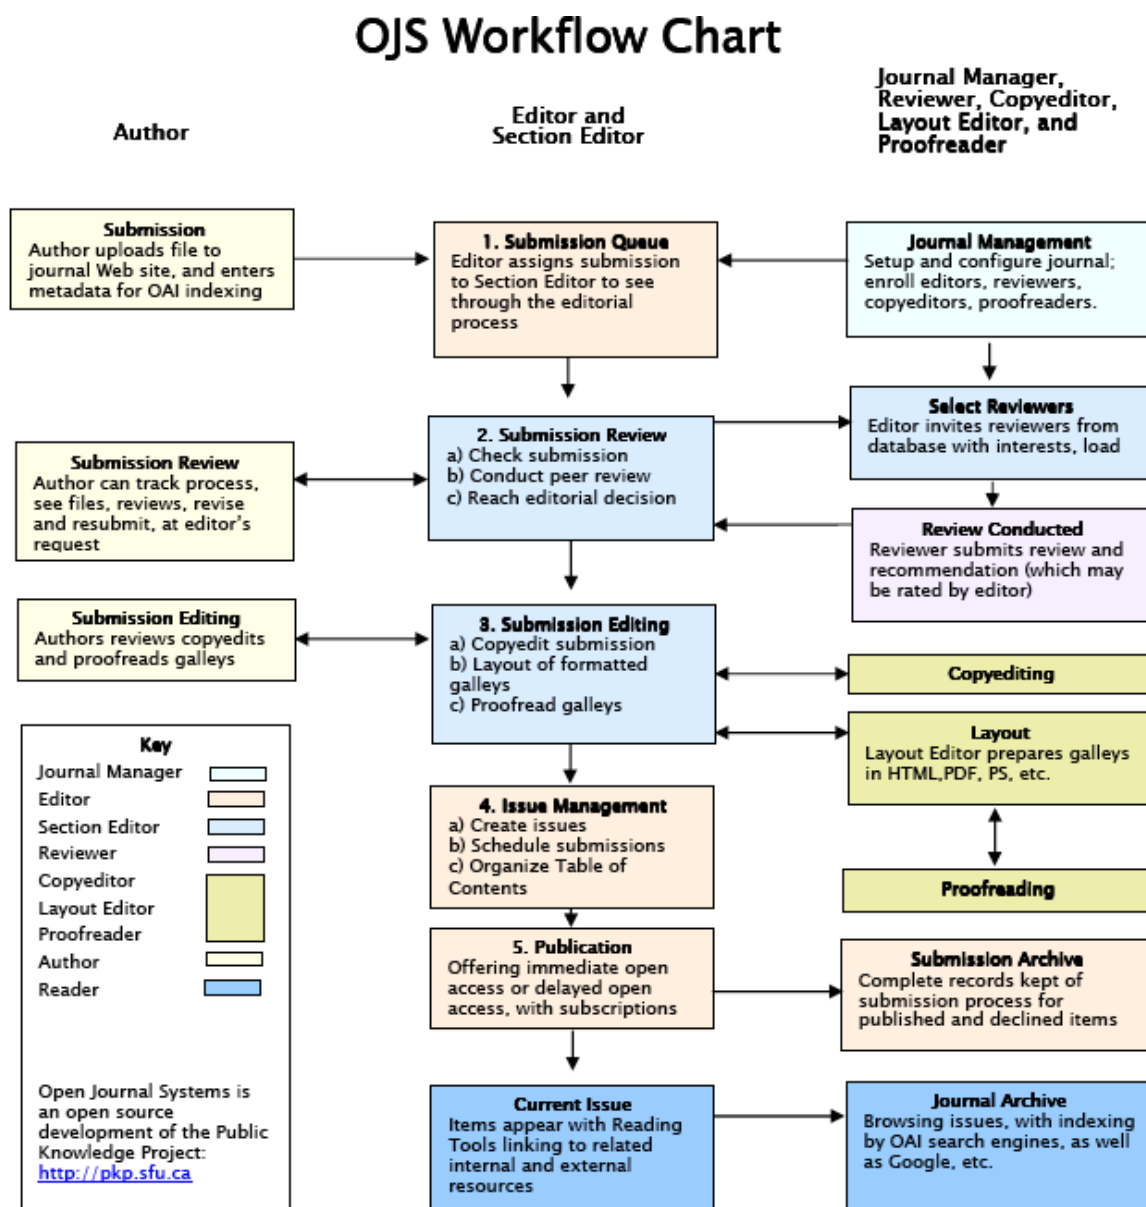 OJS Workflow Chart
Author
Editor and
Section Editor
Journal Manager,
Reviewer, Copyeditor,
Layout Editor, and
Proofreader
Submission
Author uploads file to
journal Web site, and enters
metadata for OAI indexing
1. Submission Queue
Editor assigns submission
to Section Editor to see
through the editorial
process
Journal Management
Setup and configure journal;
enroll editors, reviewers,
copyeditors, proofreaders.
Submission Review
Author can track process,
see files, reviews, revise
and resubmit, at editor's
request
2. Submission Review
a) Check submission
b) Conduct peer review
c) Reach editorial decision
Select Reviewers
Editor invites reviewers from
database with interests, load
Review Conducted
Reviewer submits review and
recommendation (which may
be rated by editor)
Submission Editing
Authors reviews copyedits
and proofreads galleys
3. Submission Editing
a) Copyedit submission
b) Layout of formatted
galleys
c) Proofread galleys
Copyediting
Layout
Layout Editor prepares galleys
in HTML,PDF, PS, etc.
Proofreading
Key
Journal Manager
Editor
Section Editor
Reviewer
Copyeditor
Layout Editor
Proofreader
Author
Reader
Open Journal Systems is
an open source
development of the Public
Knowledge Project:
http://pkp.sfu.ca
4. Issue Management
a) Create issues
b) Schedule submissions
c) Organize Table of
Contents
5. Publication
Offering immediate open
access or delayed open
access, with subscriptions
Submission Archive
Complete records kept of
submission process for
published and declined items
Current Issue
Items appear with Reading
Tools linking to related
internal and external
resources
Journal Archive
Browsing issues, with indexing
by OAI search engines, as well
as Google, etc.